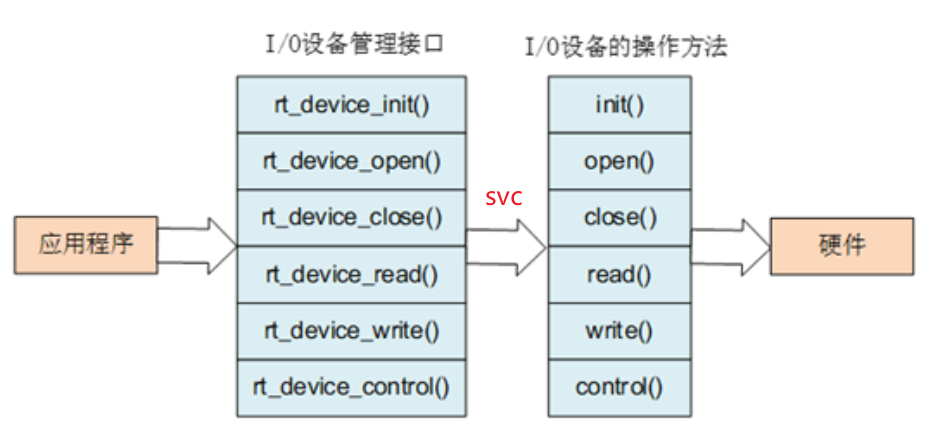 I/O设备管理接口
I/O设备的操作方法
rt_device_init()
rt_device_open()
rt_device_close()
rt_device_read()
rt_device_write()
rt_device_control()
init()
open()
close()
read()
write()
control()
svc
应用程序
硬件